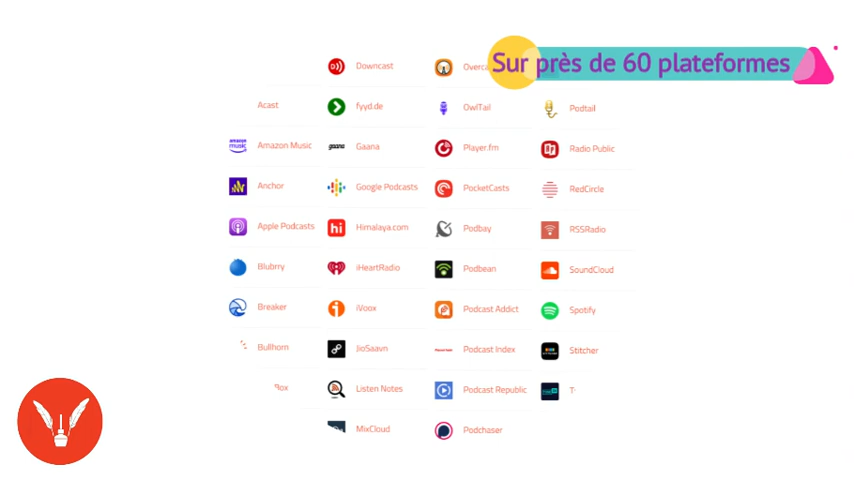 Sur près de 60 plateformes
Acast
Amazon Music
Anchor
Apple Podcasts
Blubrry
Breaker
Bullhorn
Downcast
fyyd.de
Gaana
Google Podcasts
Himalaya.com
iHeartRadio
iVoox
JioSaavn
Listen Notes
MixCloud
OwlTail
Player.fm
PocketCasts
Podbay
Podbean
Podcast Addict
Podcast Index
Podcast Republic
Podchaser
Podtail
Radio Public
RedCircle
RSSRadio
SoundCloud
Spotify
Stitcher